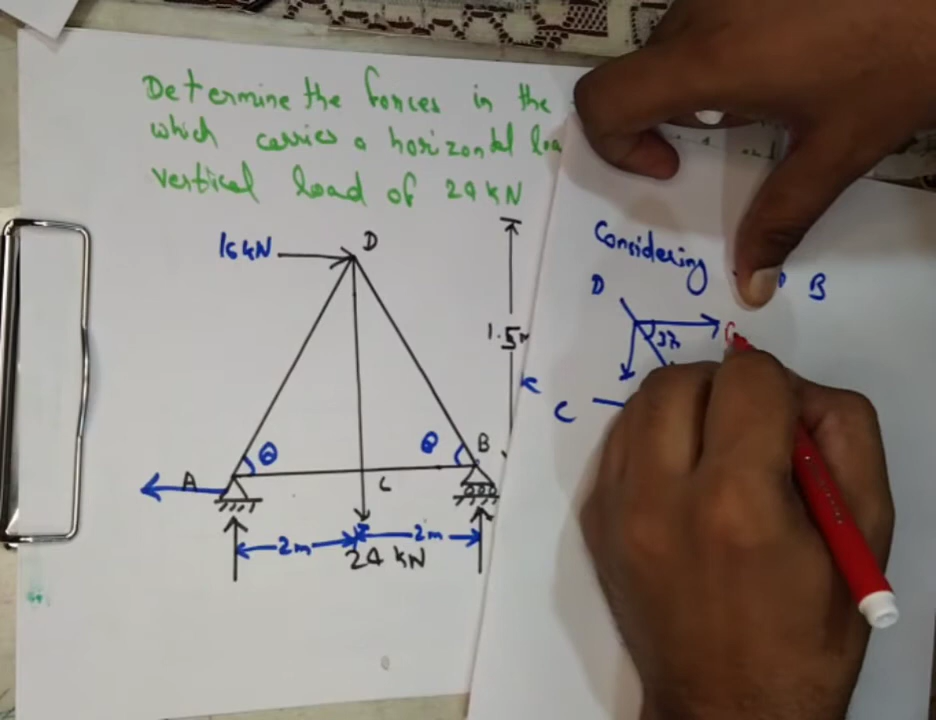 Determine the forces in the
which carries a horizontal loa
vertical load of 24 kN
16 kN
D
1.5m
θ
θ
B
A
C
2m
2m
24 kN
Considering
B
D
37
C